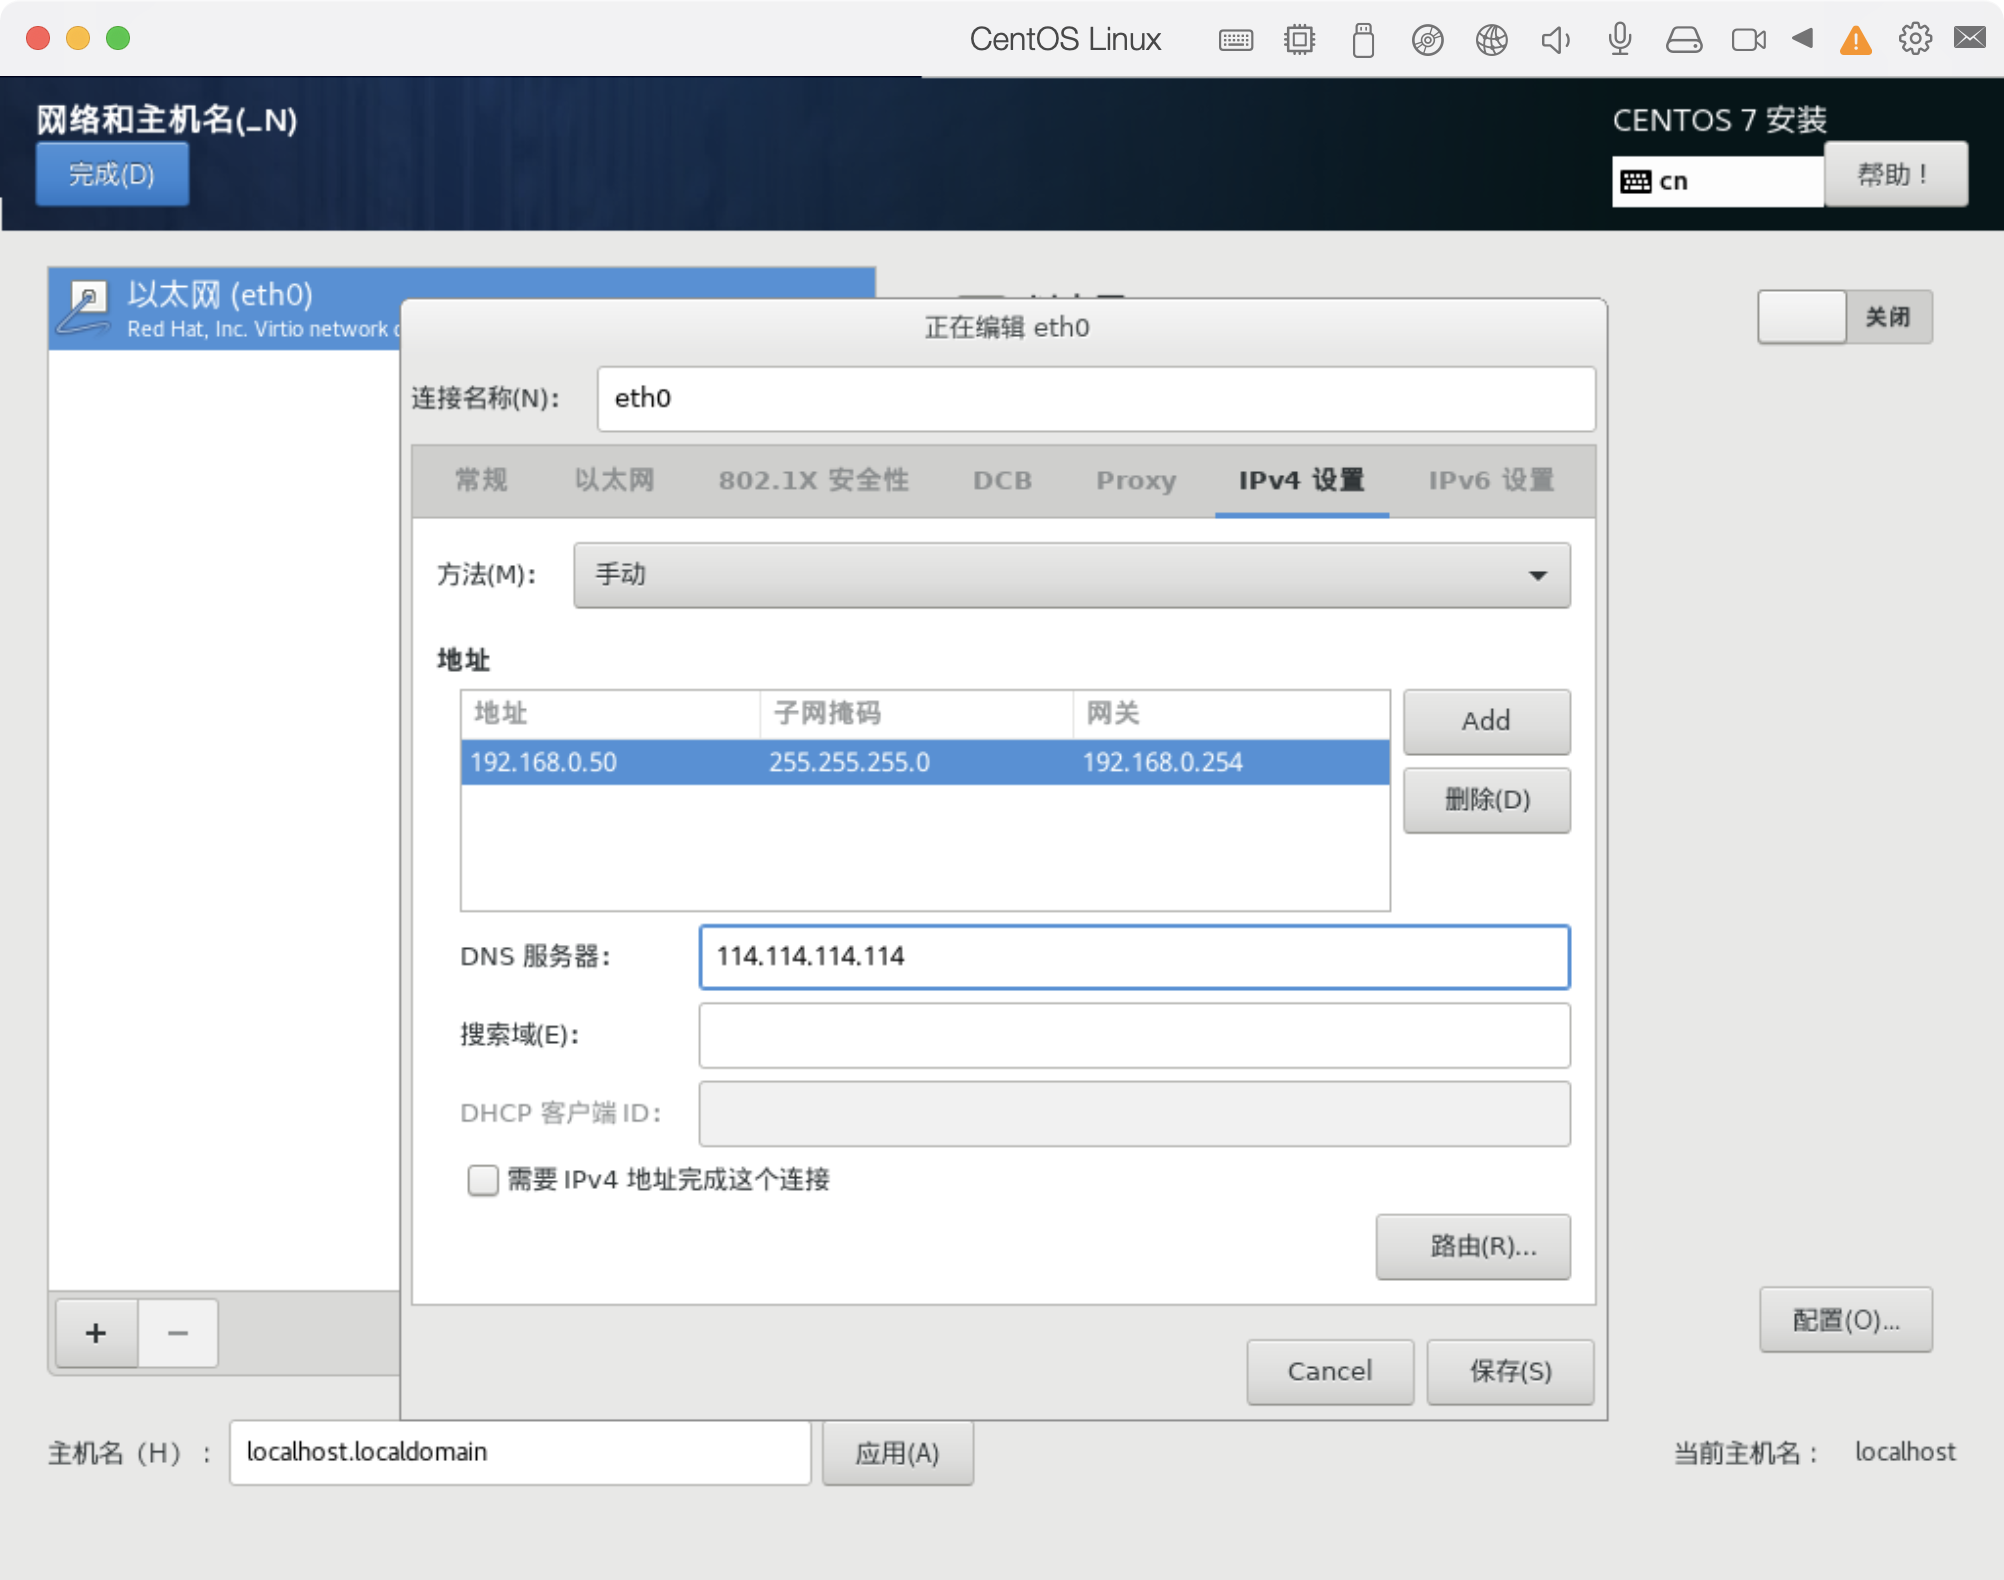 CentOS Linux
网络和主机名(_N)
CENTOS 7 安装
完成(D)
cn
帮助！
以太网 (eth0)
Red Hat, Inc. Virtio network
关闭
正在编辑 eth0
连接名称(N)：
eth0
常规
以太网
802.1X 安全性
DCB
Proxy
IPv4 设置
IPv6 设置
方法(M)：
手动
地址
地址
子网掩码
网关
192.168.0.50
255.255.255.0
192.168.0.254
Add
删除(D)
DNS 服务器：
114.114.114.114
搜索域(E)：
DHCP 客户端 ID：
需要 IPv4 地址完成这个连接
路由(R)...
配置(O)...
Cancel
保存(S)
主机名（H）：
localhost.localdomain
应用(A)
当前主机名：
localhost